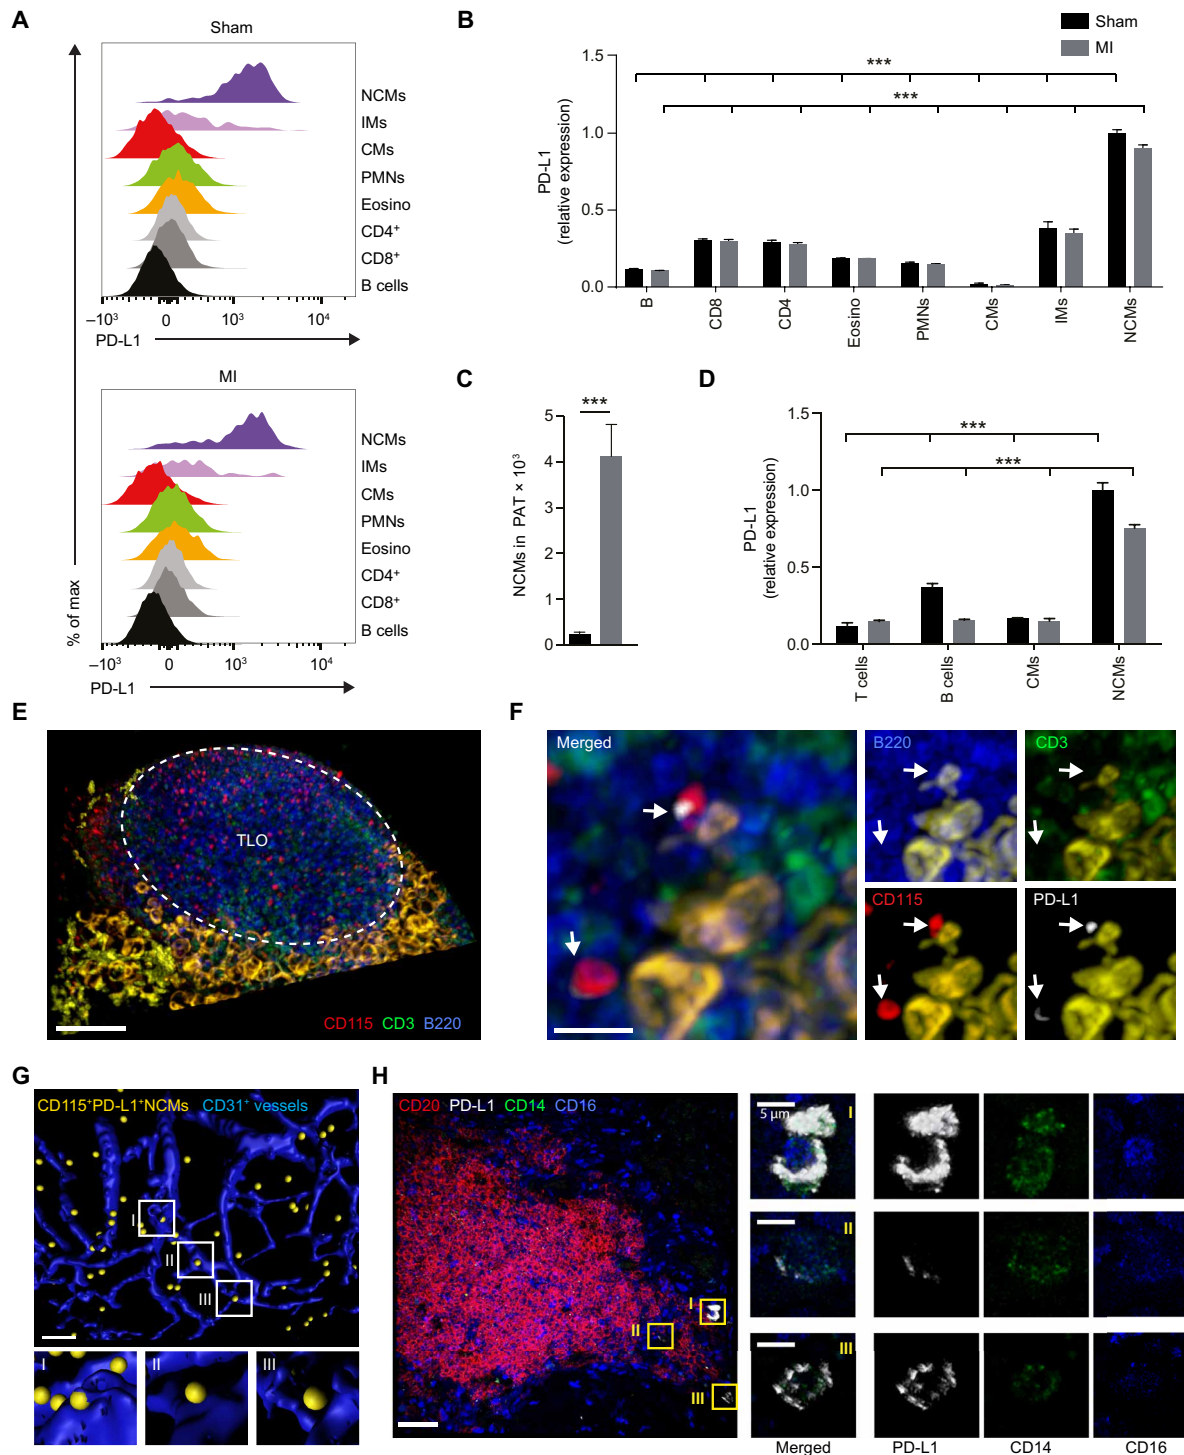 A
Sham
NCMs
IMs
CMs
PMNs
Eosino
CD4⁺
CD8⁺
B cells
–10³ 0 10³ 10⁴
PD-L1
MI
NCMs
IMs
CMs
PMNs
Eosino
CD4⁺
CD8⁺
B cells
–10³ 0 10³ 10⁴
PD-L1
% of max
B
Sham
MI
1.5
1.0
0.5
0.0
PD-L1
(relative expression)
***
***
B CD8 CD4 Eosino PMNs CMs IMs NCMs
C
***
5
4
3
2
1
0
NCMs in PAT × 10³
D
1.5
1.0
0.5
0.0
PD-L1
(relative expression)
***
***
T cells B cells CMs NCMs
E
TLO
CD115 CD3 B220
F
Merged
B220
CD3
CD115
PD-L1
G
CD115⁺PD-L1⁺NCMs CD31⁺ vessels
I
II
III
I
II
III
H
CD20 PD-L1 CD14 CD16
I
II
III
5 µm
I
II
III
Merged PD-L1 CD14 CD16